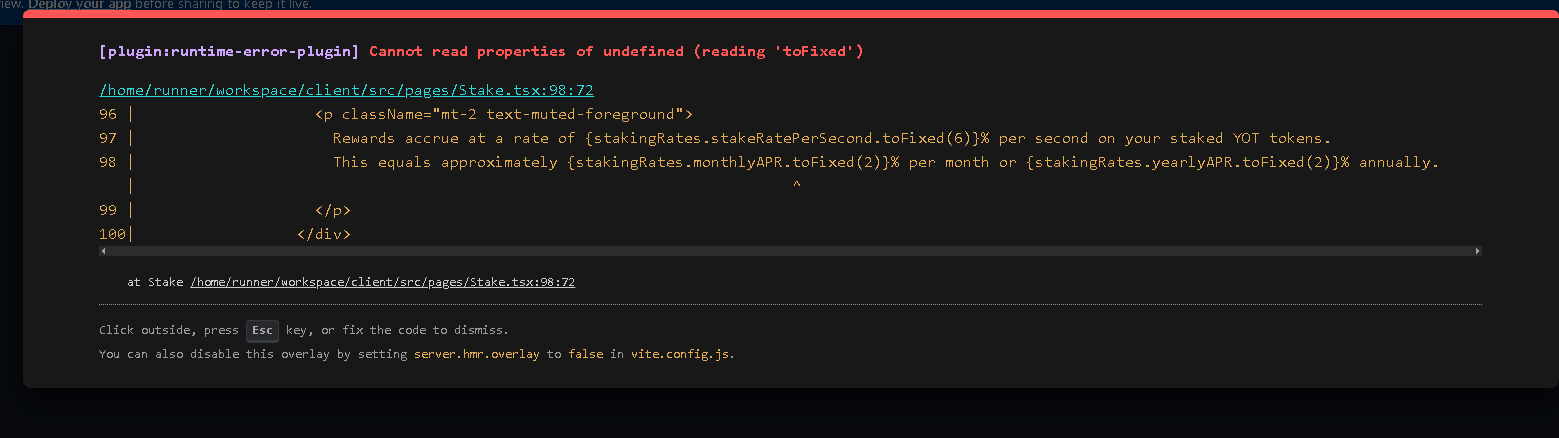 view. Deploy your app before sharing to keep it live.
[plugin:runtime-error-plugin] Cannot read properties of undefined (reading 'toFixed')
/home/runner/workspace/client/src/pages/Stake.tsx:98:72
96 | <p className="mt-2 text-muted-foreground">
97 | Rewards accrue at a rate of {stakingRates.stakeRatePerSecond.toFixed(6)}% per second on your staked YOT tokens.
98 | This equals approximately {stakingRates.monthlyAPR.toFixed(2)}% per month or {stakingRates.yearlyAPR.toFixed(2)}% annually.
| ^
99 | </p>
100| </div>
at Stake /home/runner/workspace/client/src/pages/Stake.tsx:98:72
Click outside, press Esc key, or fix the code to dismiss.
You can also disable this overlay by setting server.hmr.overlay to false in vite.config.js.